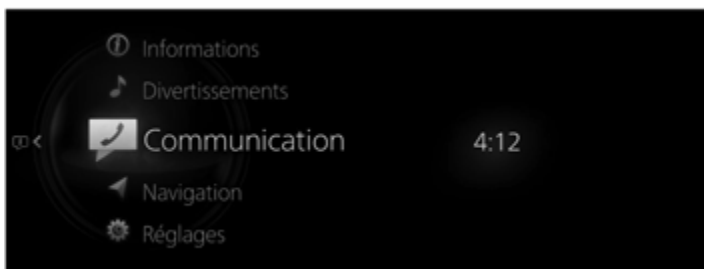 Informations
Divertissements
Communication
4:12
Navigation
Réglages